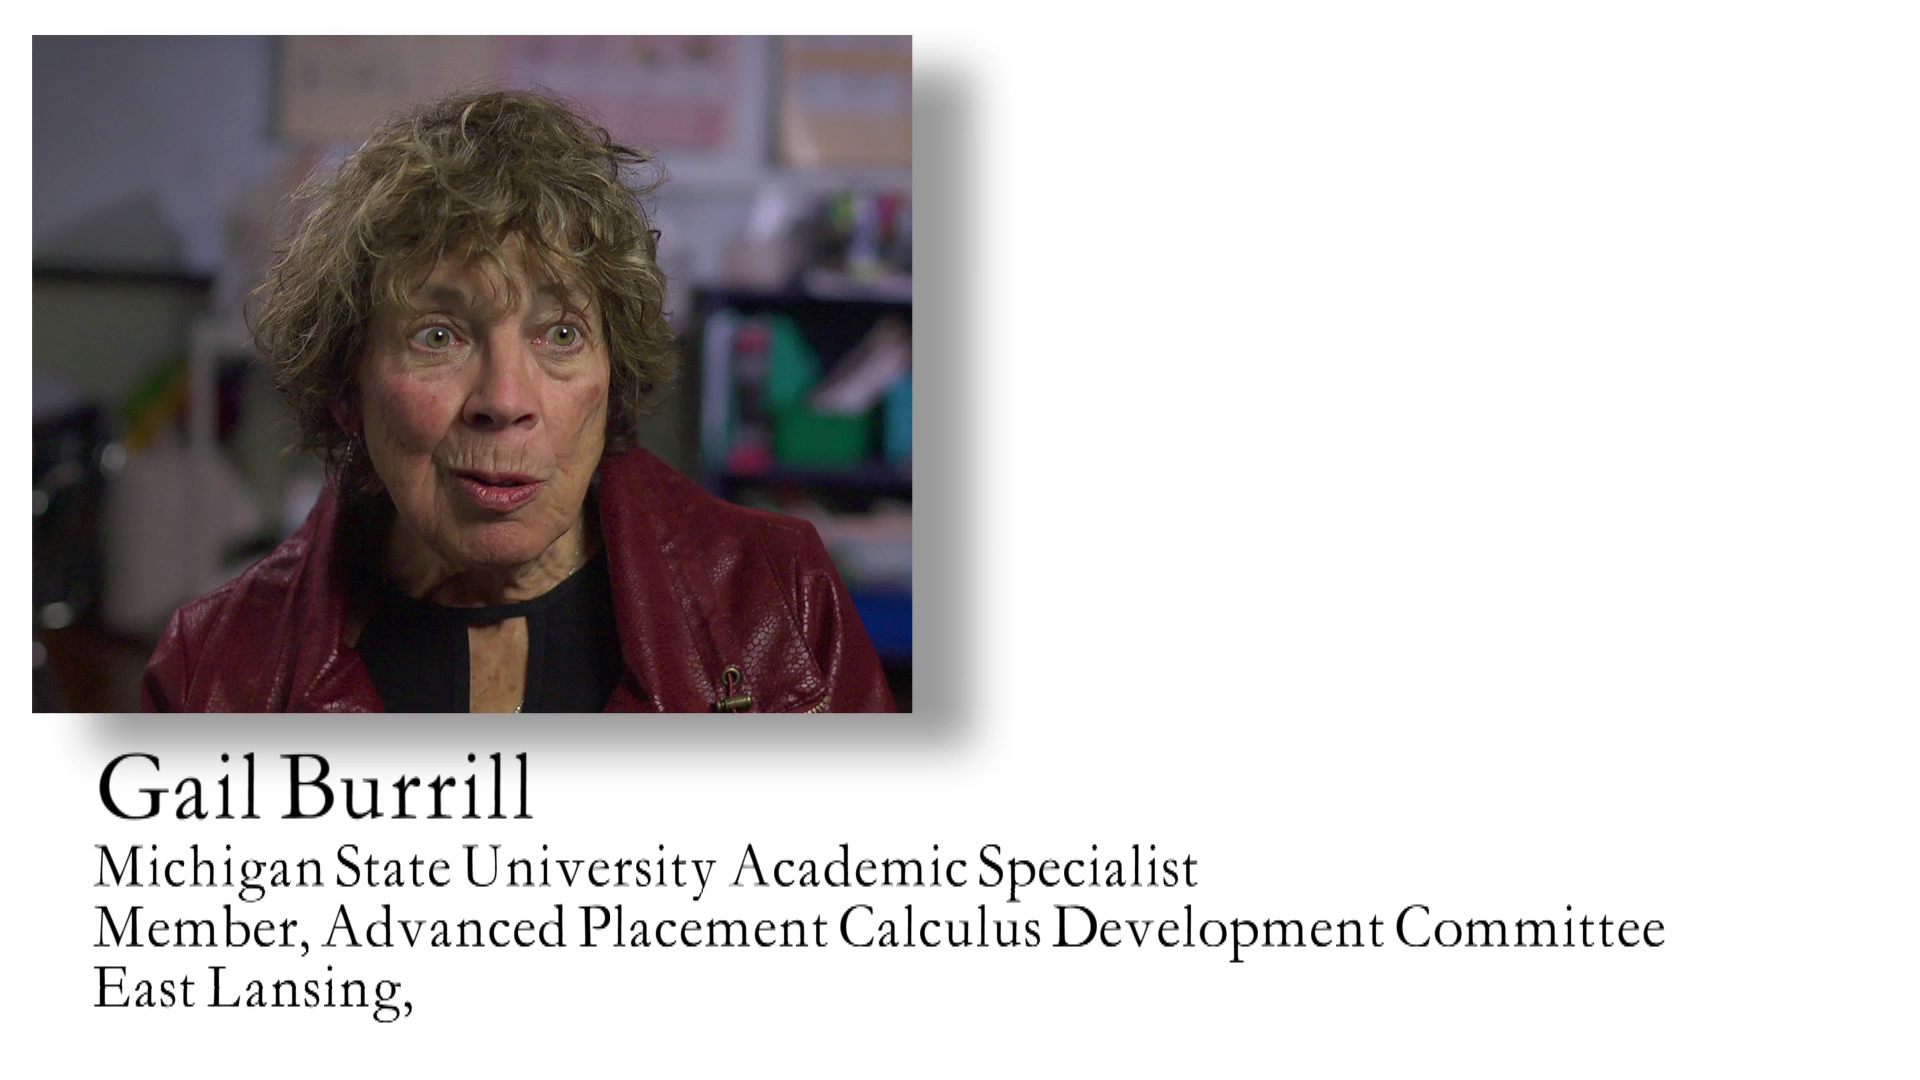 Gail Burrill
Michigan State University Academic Specialist
Member, Advanced Placement Calculus Development Committee
East Lansing,